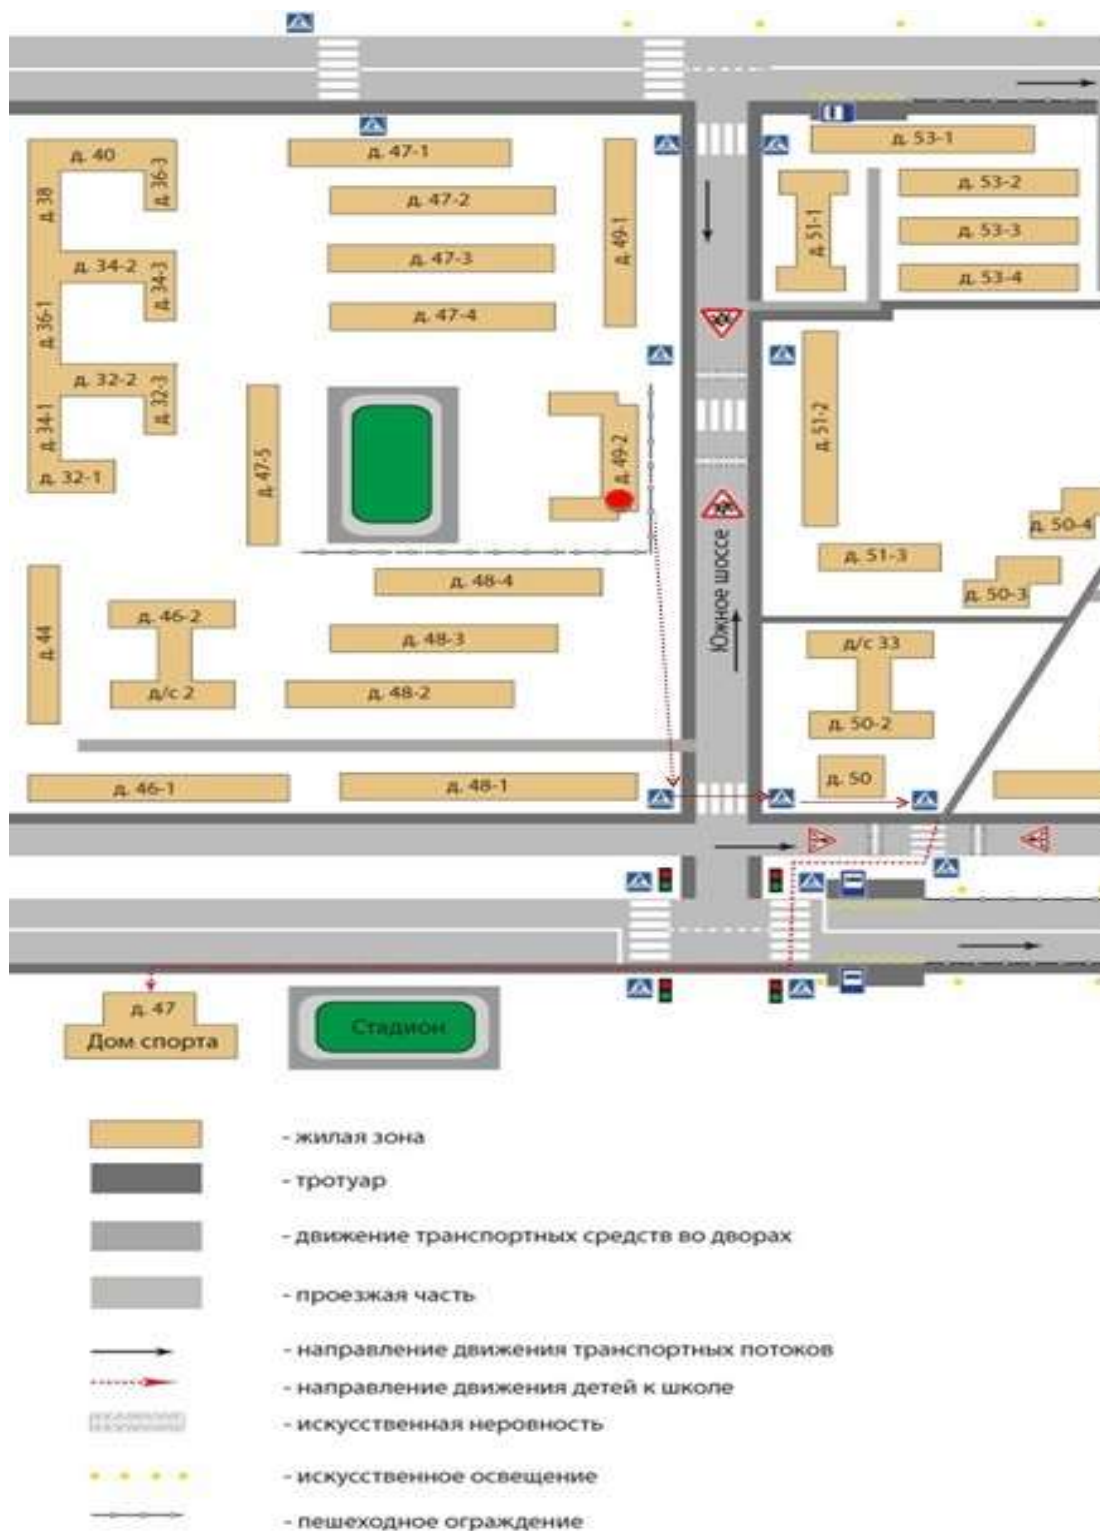 д. 40
д. 36-3
д. 38
д. 34-2
д. 34-3
д. 36-1
д. 32-2
д. 32-3
д. 34-1
д. 32-1
д. 47-1
д. 47-2
д. 47-3
д. 47-4
д. 49-1
д. 53-1
д. 53-2
д. 53-3
д. 53-4
д. 51-1
д. 47-5
д. 49-2
д. 51-2
д. 50-4
д. 51-3
д. 50-3
Южное шоссе
д. 44
д. 46-2
д/с 2
д. 48-4
д. 48-3
д. 48-2
д/с 33
д. 50-2
д. 50
д. 46-1
д. 48-1
д. 47
Дом спорта
Стадион
- жилая зона
- тротуар
- движение транспортных средств во дворах
- проезжая часть
- направление движения транспортных потоков
- направление движения детей к школе
- искусственная неровность
- искусственное освещение
- пешеходное ограждение